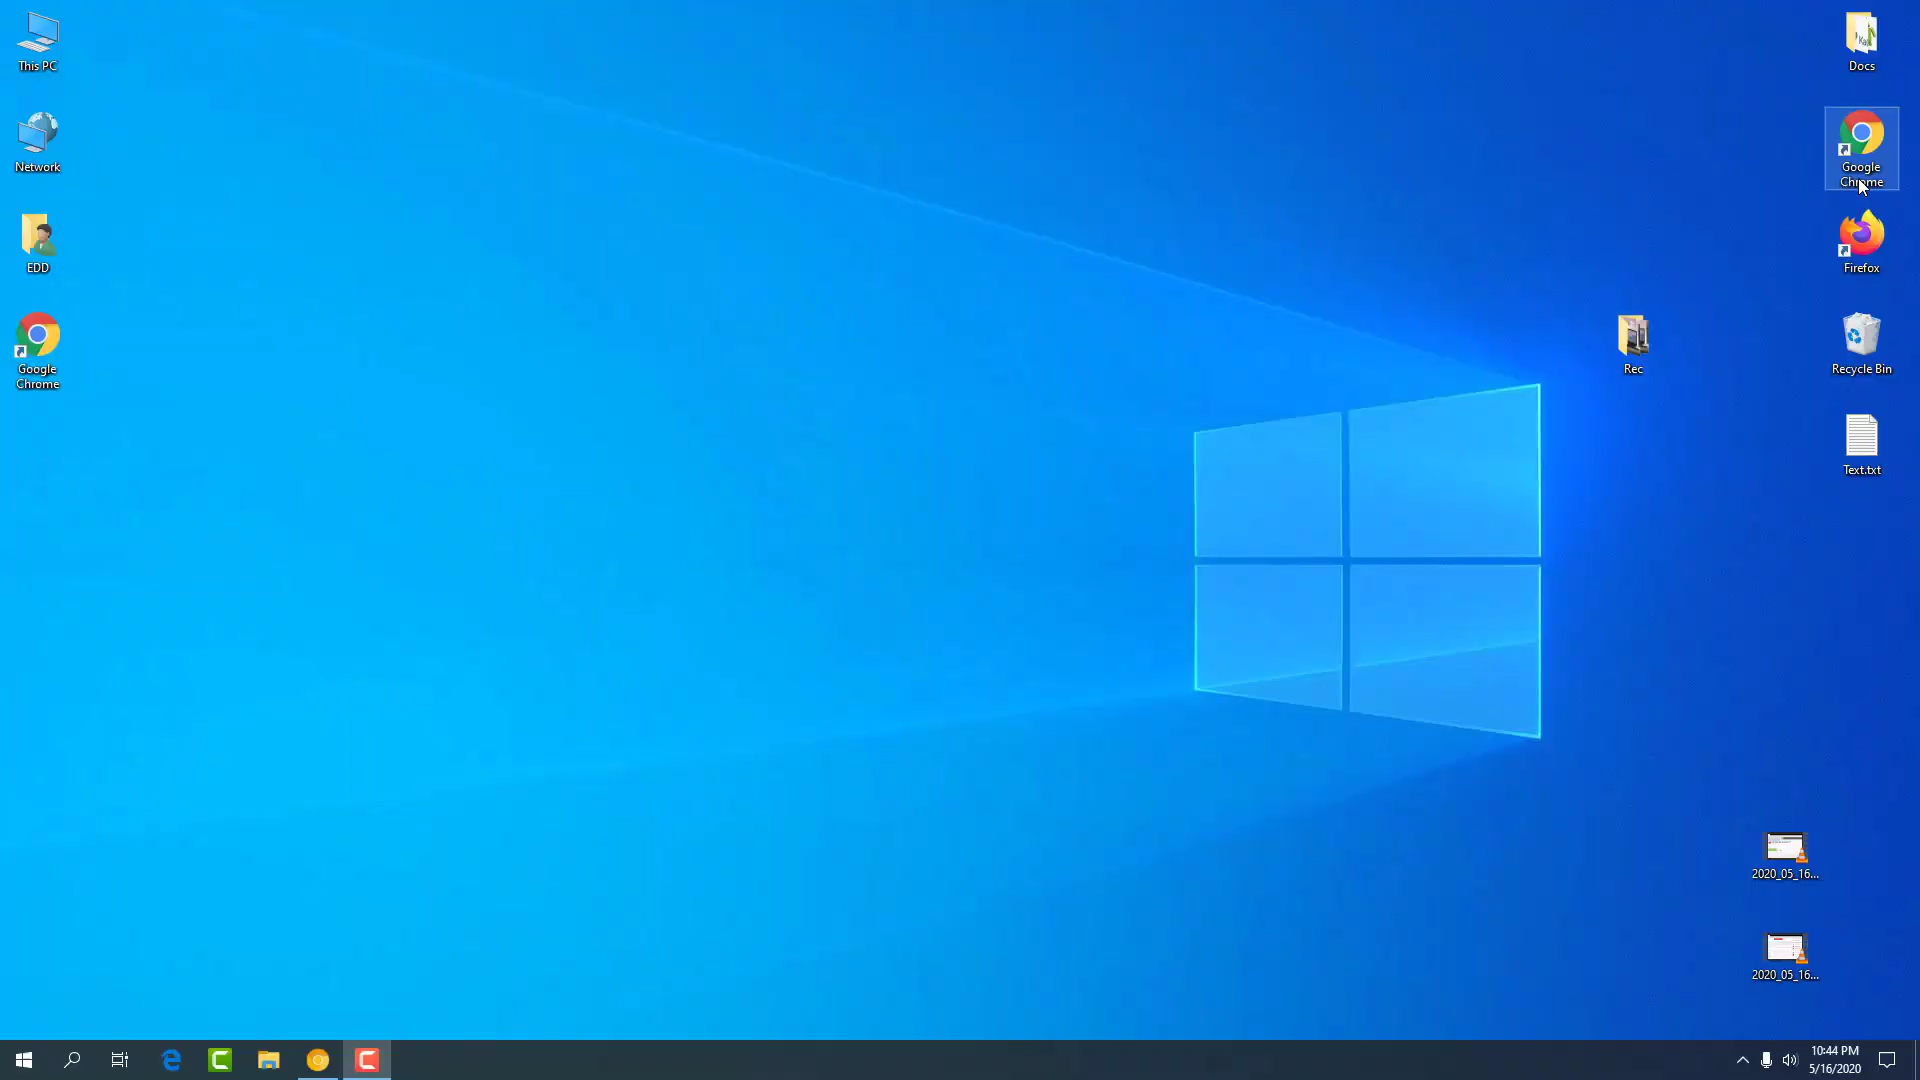 This PC
Network
EDD
Google
Chrome
Docs
Google
Chrome
Firefox
Rec
Recycle Bin
Text.txt
2020_05_16...
2020_05_16...
10:44 PM
5/16/2020